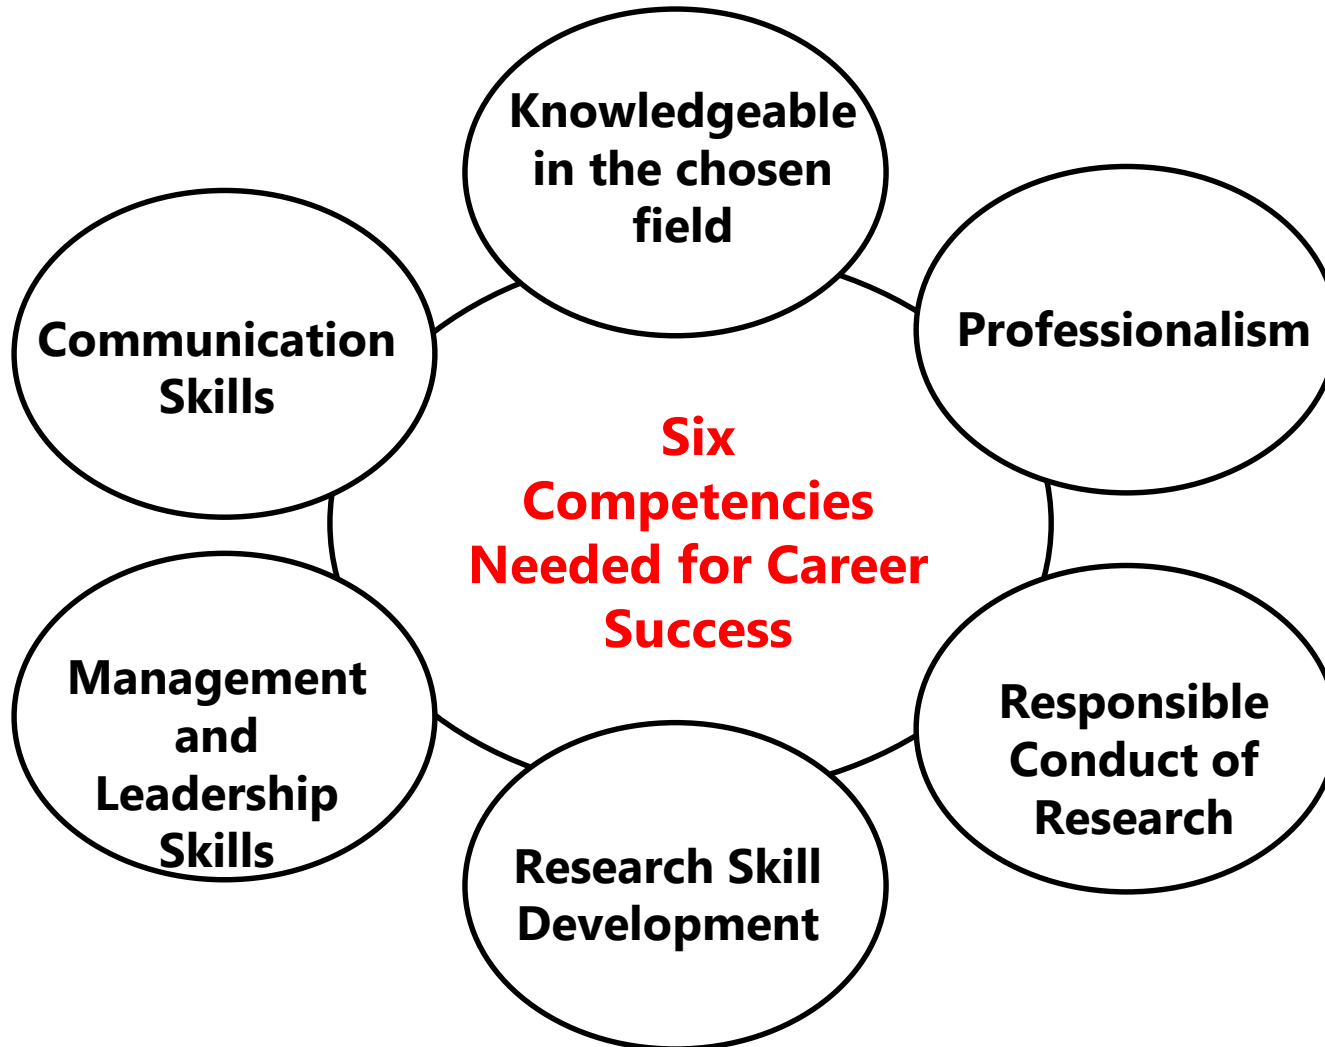 Knowledgeable
in the chosen
field
Professionalism
Communication
Skills
Six
Competencies
Needed for Career
Success
Management
and
Leadership
Skills
Responsible
Conduct of
Research
Research Skill
Development